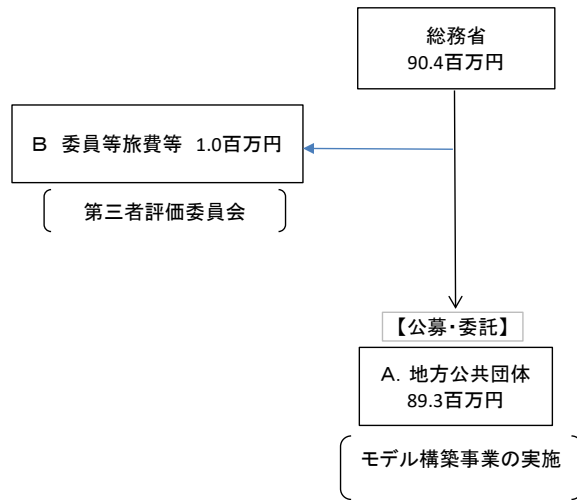 総務省
90.4百万円
B 委員等旅費等 1.0百万円
第三者評価委員会
【公募・委託】
A. 地方公共団体
89.3百万円
モデル構築事業の実施